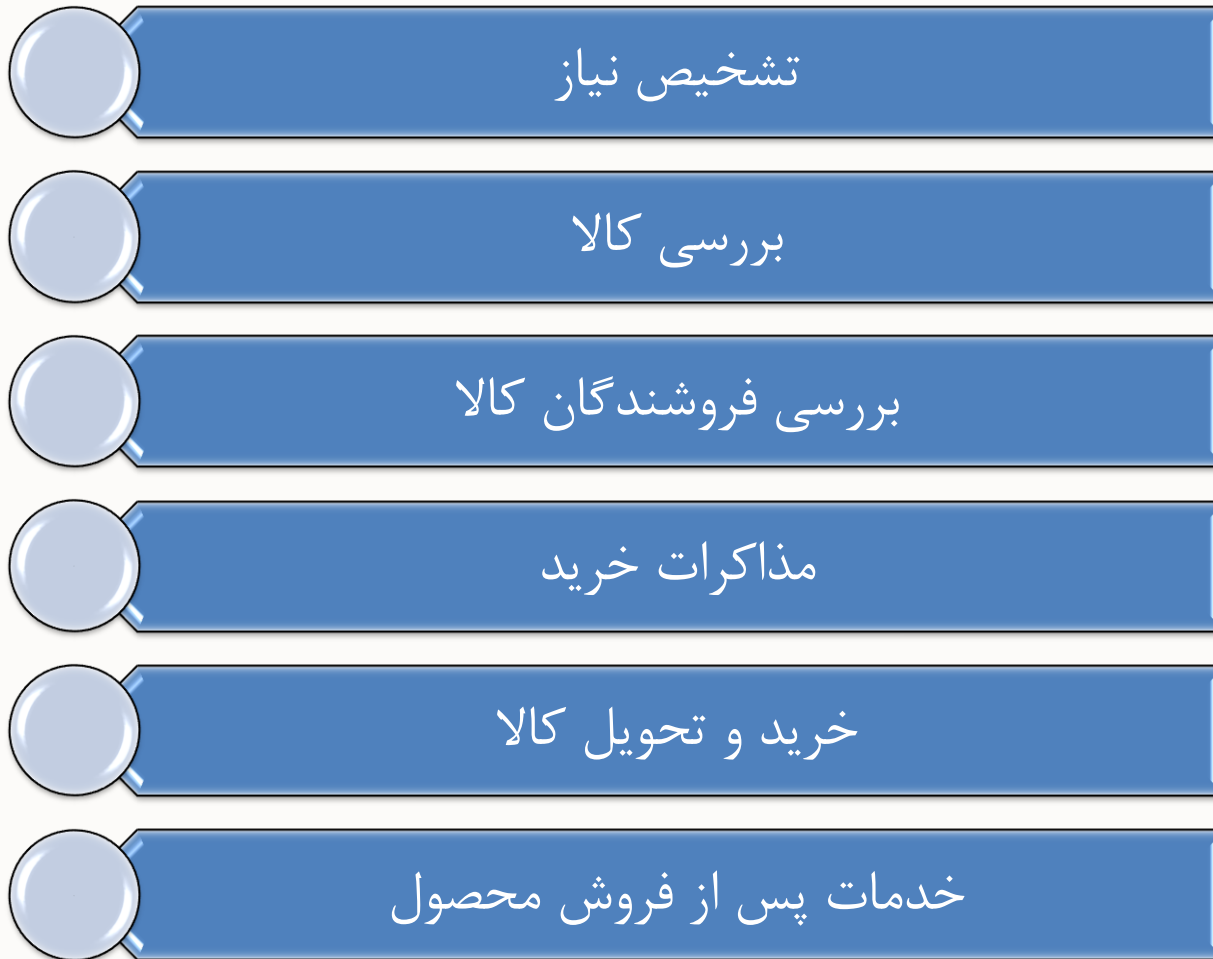 تشخیص نیاز
بررسی کالا
بررسی فروشندگان کالا
مذاکرات خرید
خرید و تحویل کالا
خدمات پس از فروش محصول